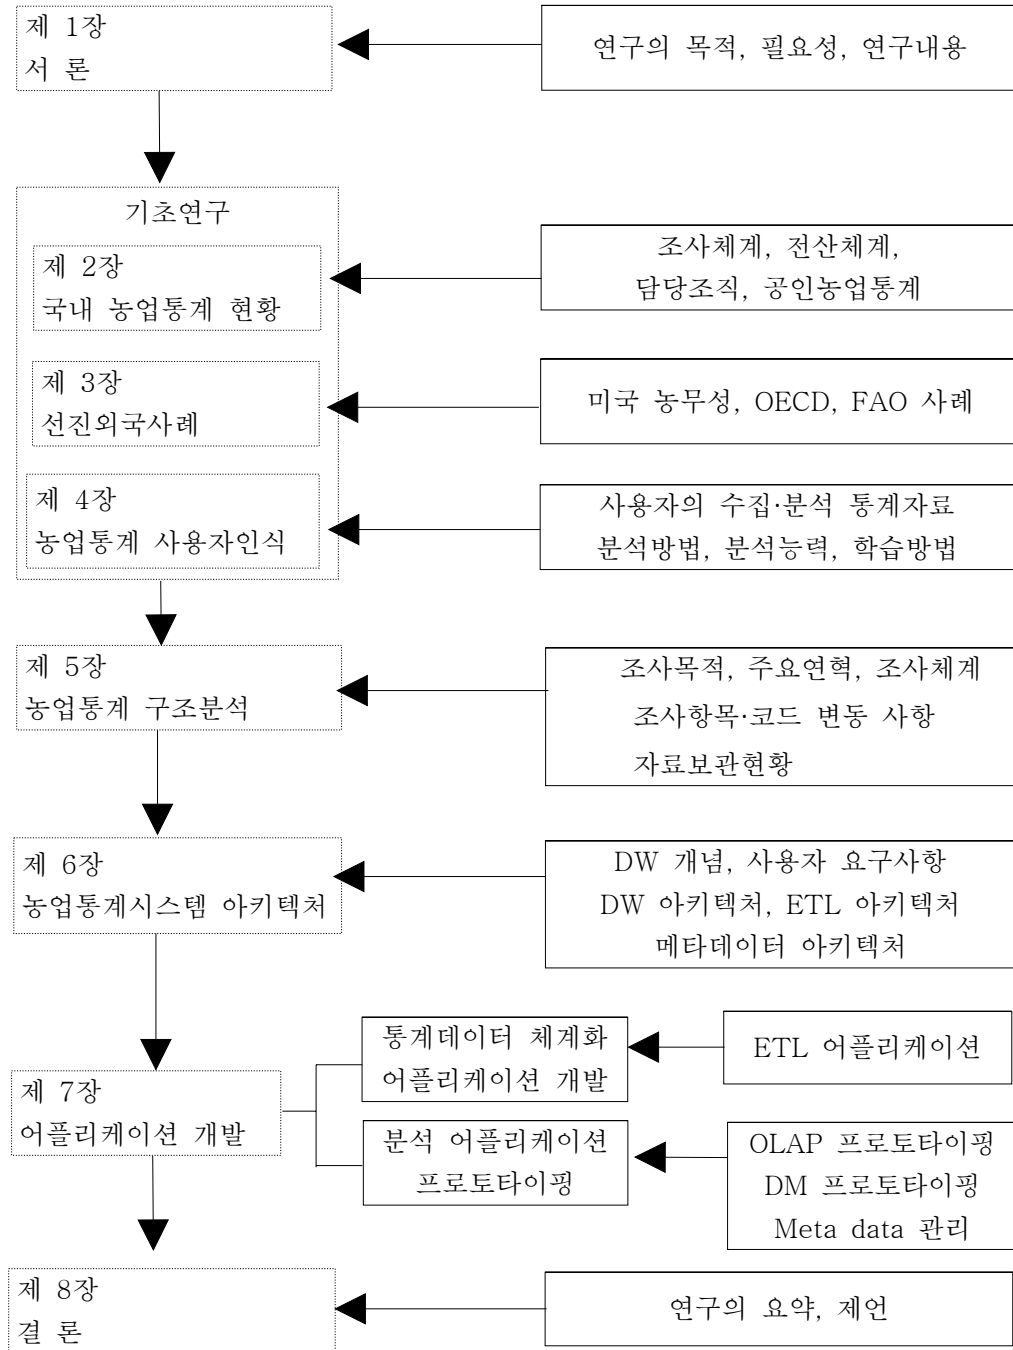 제 1장
서 론
연구의 목적, 필요성, 연구내용
기초연구
제 2장
국내 농업통계 현황
조사체계, 전산체계,
담당조직, 공인농업통계
제 3장
선진외국사례
미국 농무성, OECD, FAO 사례
제 4장
농업통계 사용자인식
사용자의 수집·분석 통계자료
분석방법, 분석능력, 학습방법
제 5장
농업통계 구조분석
조사목적, 주요연혁, 조사체계
조사항목·코드 변동 사항
자료보관현황
제 6장
농업통계시스템 아키텍처
DW 개념, 사용자 요구사항
DW 아키텍처, ETL 아키텍처
메타데이터 아키텍처
제 7장
어플리케이션 개발
통계데이터 체계화
어플리케이션 개발
ETL 어플리케이션
분석 어플리케이션
프로토타이핑
OLAP 프로토타이핑
DM 프로토타이핑
Meta data 관리
제 8장
결 론
연구의 요약, 제언